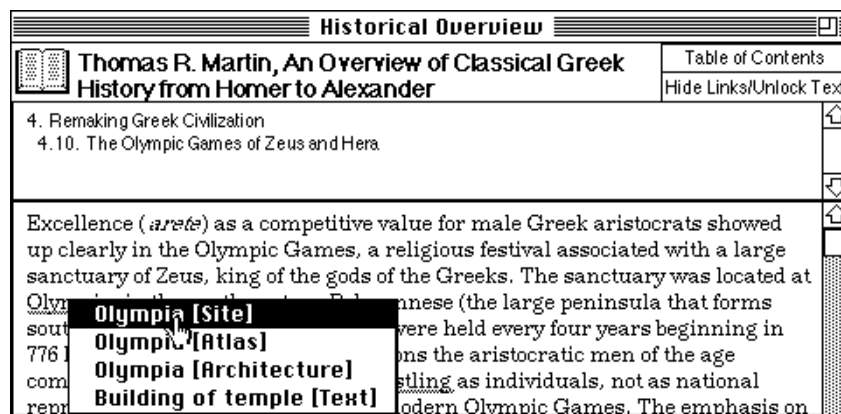 Historical Overview
Thomas R. Martin, An Overview of Classical Greek
History from Homer to Alexander
Table of Contents
Hide Links/Unlock Tex
4. Remaking Greek Civilization
4.10. The Olympic Games of Zeus and Hera
Excellence (arete) as a competitive value for male Greek aristocrats showed
up clearly in the Olympic Games, a religious festival associated with a large
sanctuary of Zeus, king of the gods of the Greeks. The sanctuary was located at
(the large peninsula that forms
were held every four years beginning in
776 the aristocratic men of the age
as individuals, not as national
Olympic Games. The emphasis on
Olympia [Site]
Olympia [Atlas]
Olympia [Architecture]
Building of temple [Text]